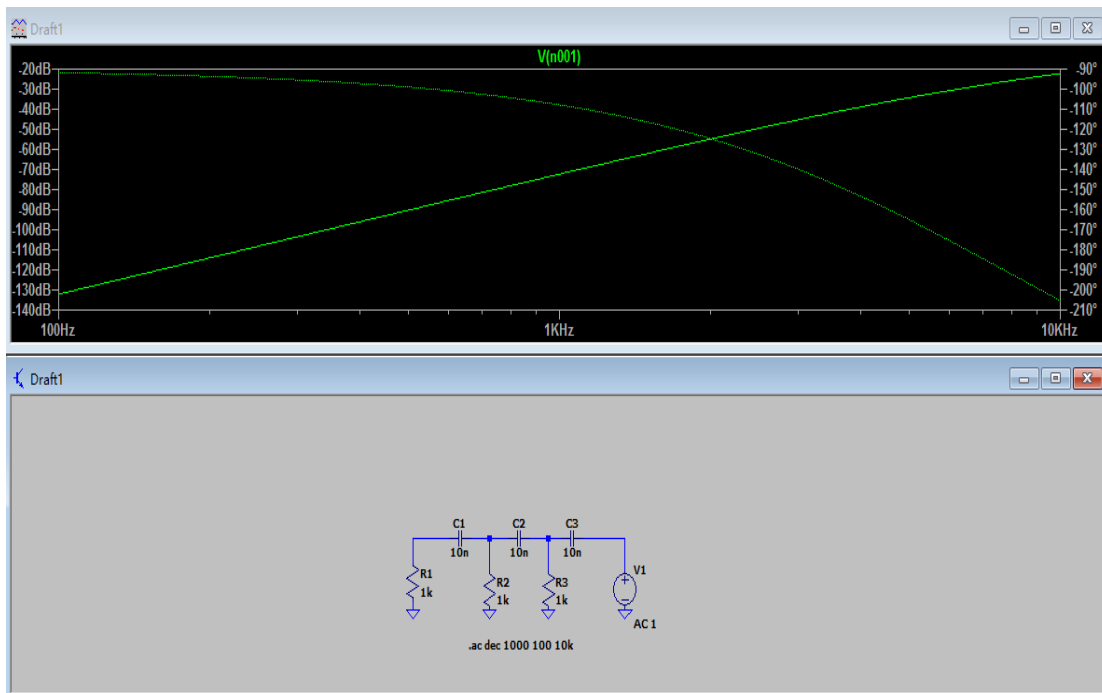 Draft1
V(n001)
-20dB
-30dB
-40dB
-50dB
-60dB
-70dB
-80dB
-90dB
-100dB
-110dB
-120dB
-130dB
-140dB
-90°
-100°
-110°
-120°
-130°
-140°
-150°
-160°
-170°
-180°
-190°
-200°
-210°
100Hz 1KHz 10KHz
Draft1
C1 C2 C3
10n 10n 10n
R1 R2 R3 V1
1k 1k 1k
AC 1
.ac dec 1000 100 10k